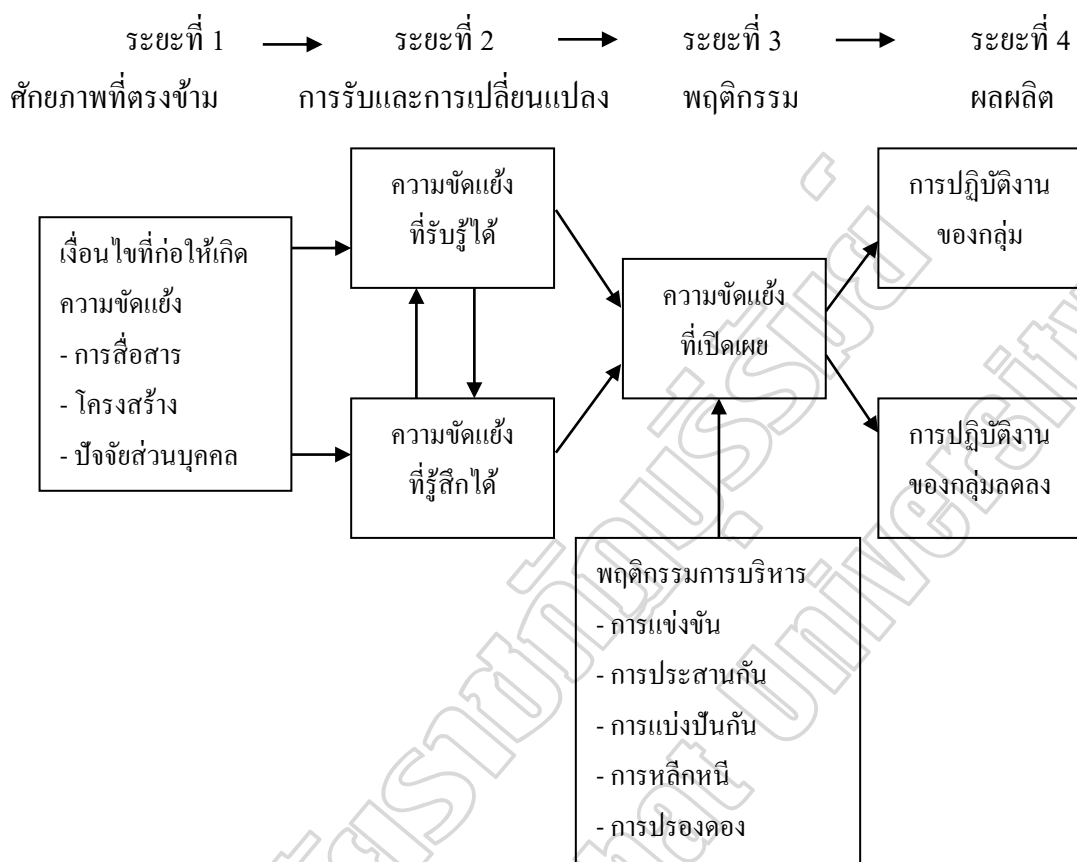 ระยะที่ 1 ระยะที่ 2 ระยะที่ 3 ระยะที่ 4
ศักยภาพที่ตรงข้าม การรับและการเปลี่ยนแปลง พฤติกรรม ผลผลิต
เงื่อนไขที่ก่อให้เกิด
ความขัดแย้ง
- การสื่อสาร
- โครงสร้าง
- ปัจจัยส่วนบุคคล
ความขัดแย้ง
ที่รับรู้ได้
ความขัดแย้ง
ที่รู้สึกได้
ความขัดแย้ง
ที่เปิดเผย
พฤติกรรมการบริหาร
- การแข่งขัน
- การประสานกัน
- การแบ่งปันกัน
- การหลีกหนี
- การปรองดอง
การปฏิบัติงาน
ของกลุ่ม
การปฏิบัติงาน
ของกลุ่มลดลง
University